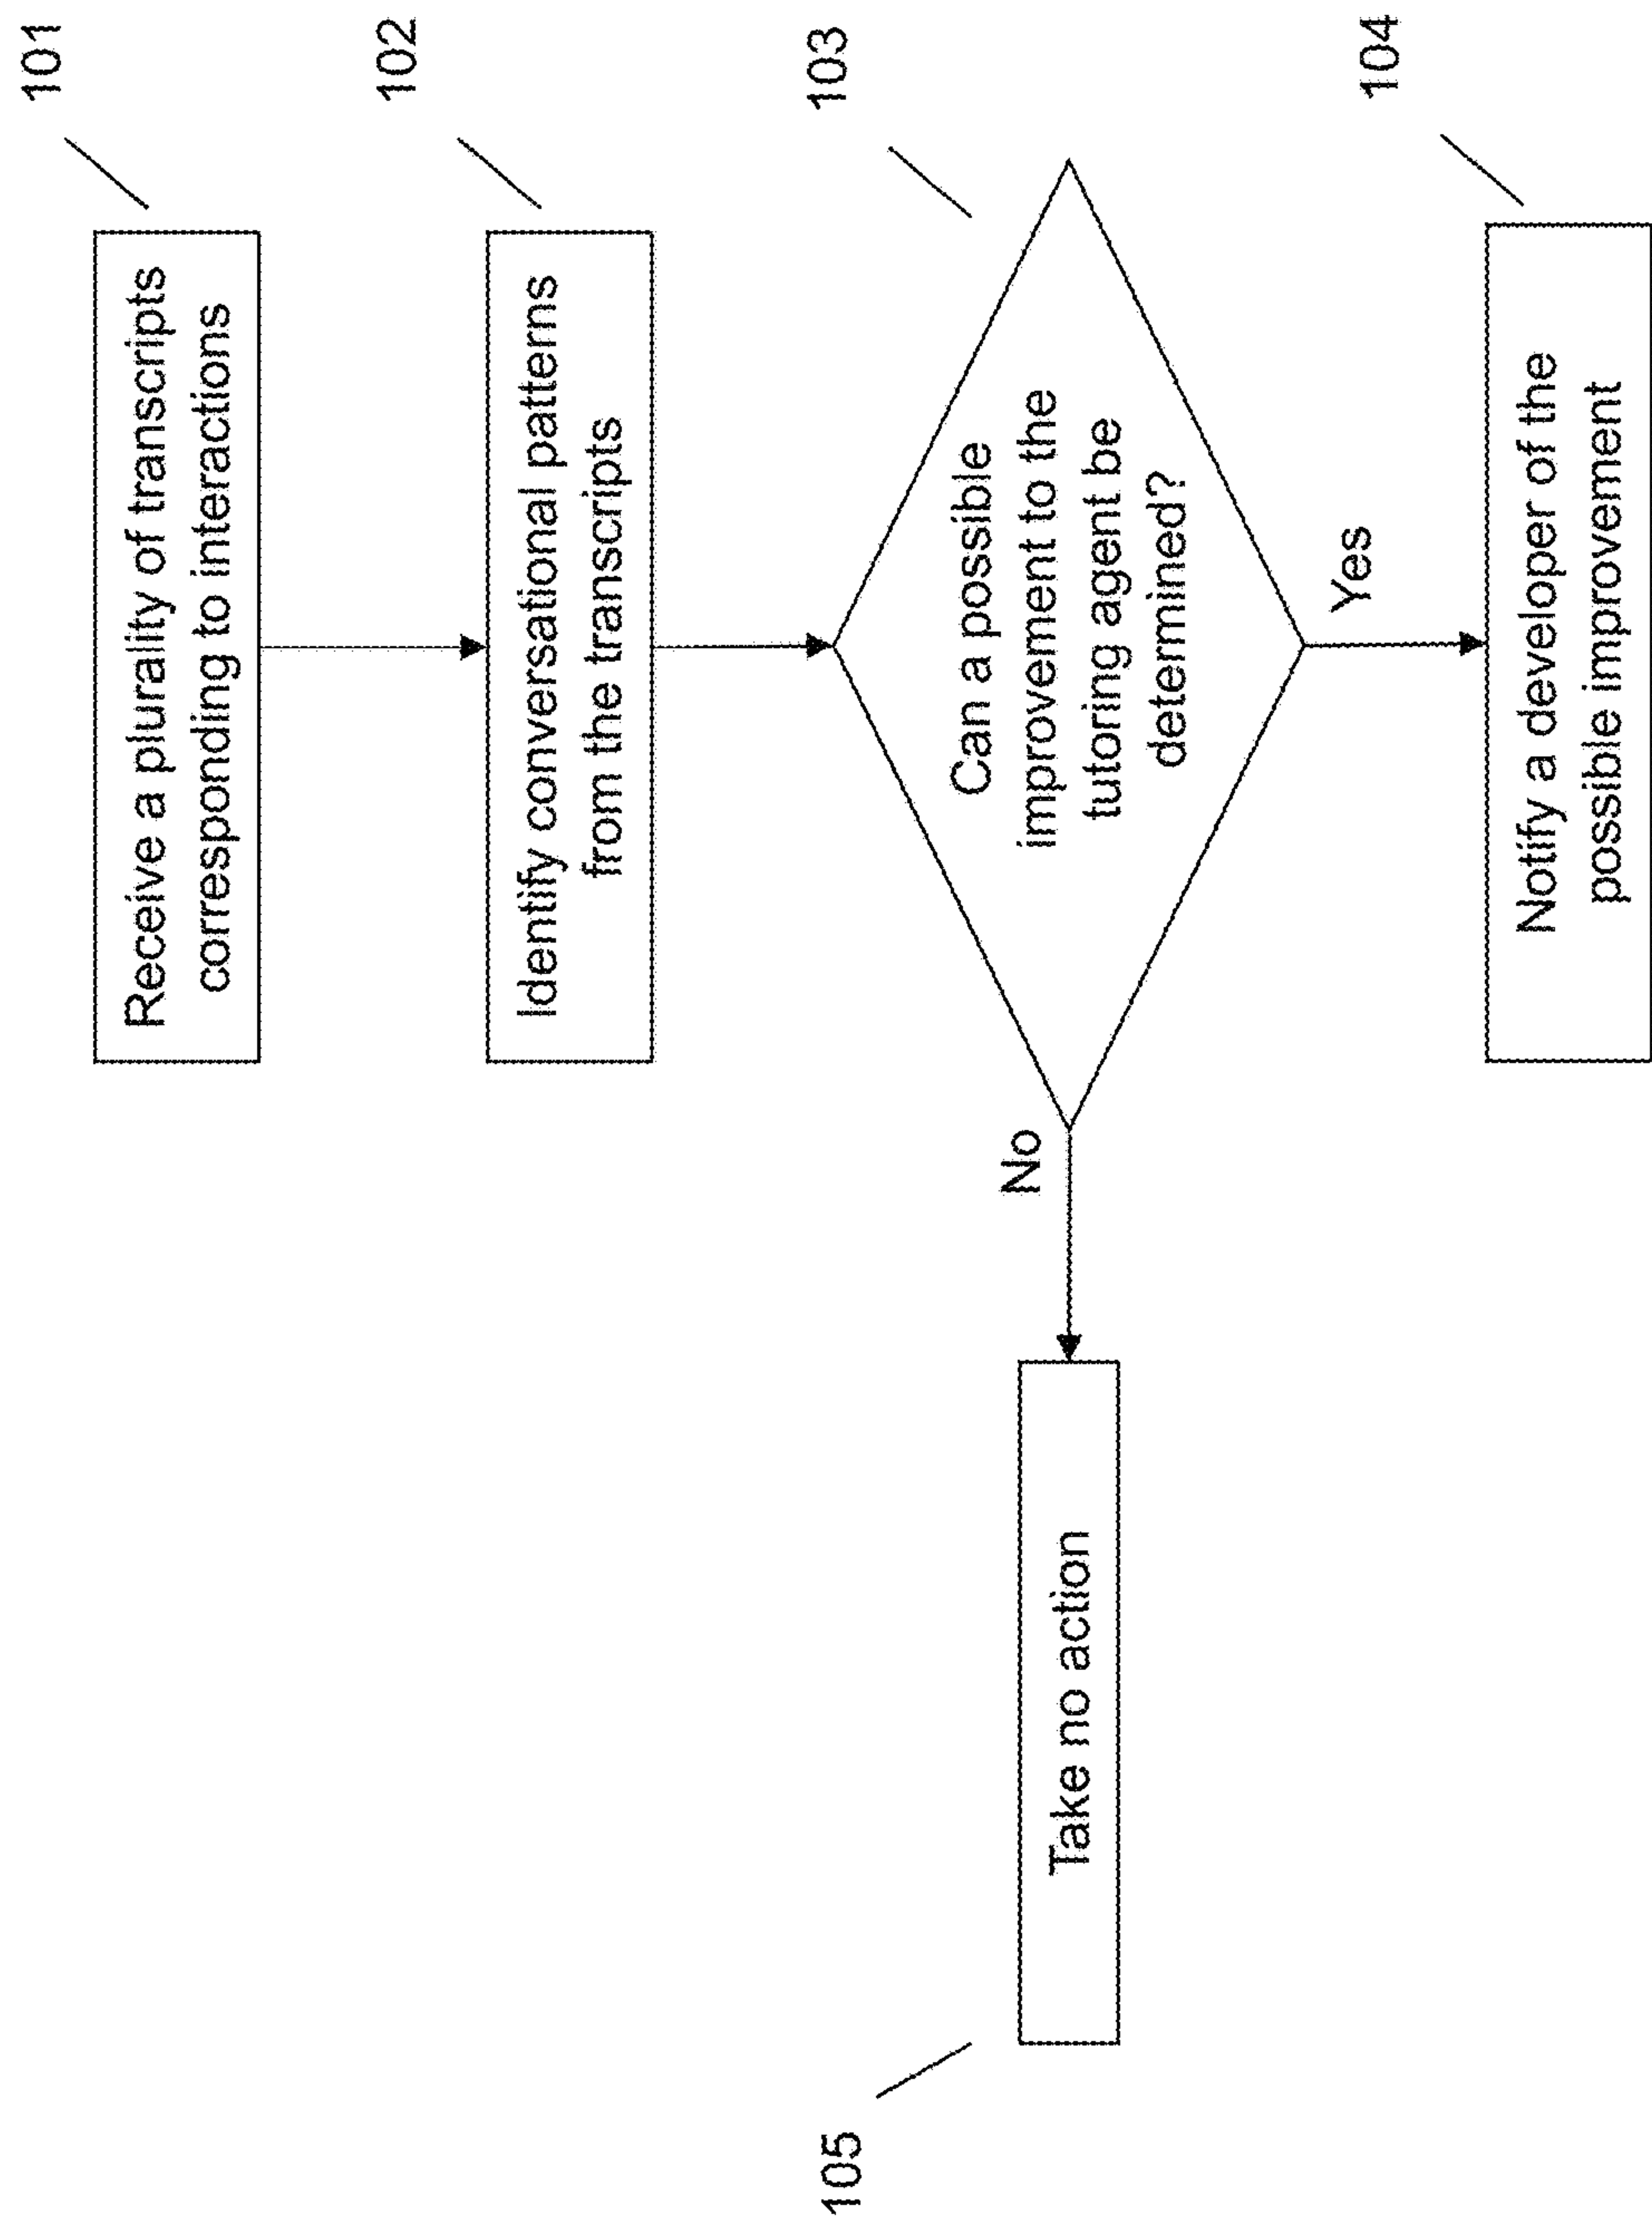 101
Receive a plurality of transcripts
corresponding to interactions
102
Identify conversational patterns
from the transcripts
103
Can a possible
improvement to the
tutoring agent be
determined?
No
Yes
105
Take no action
104
Notify a developer of the
possible improvement